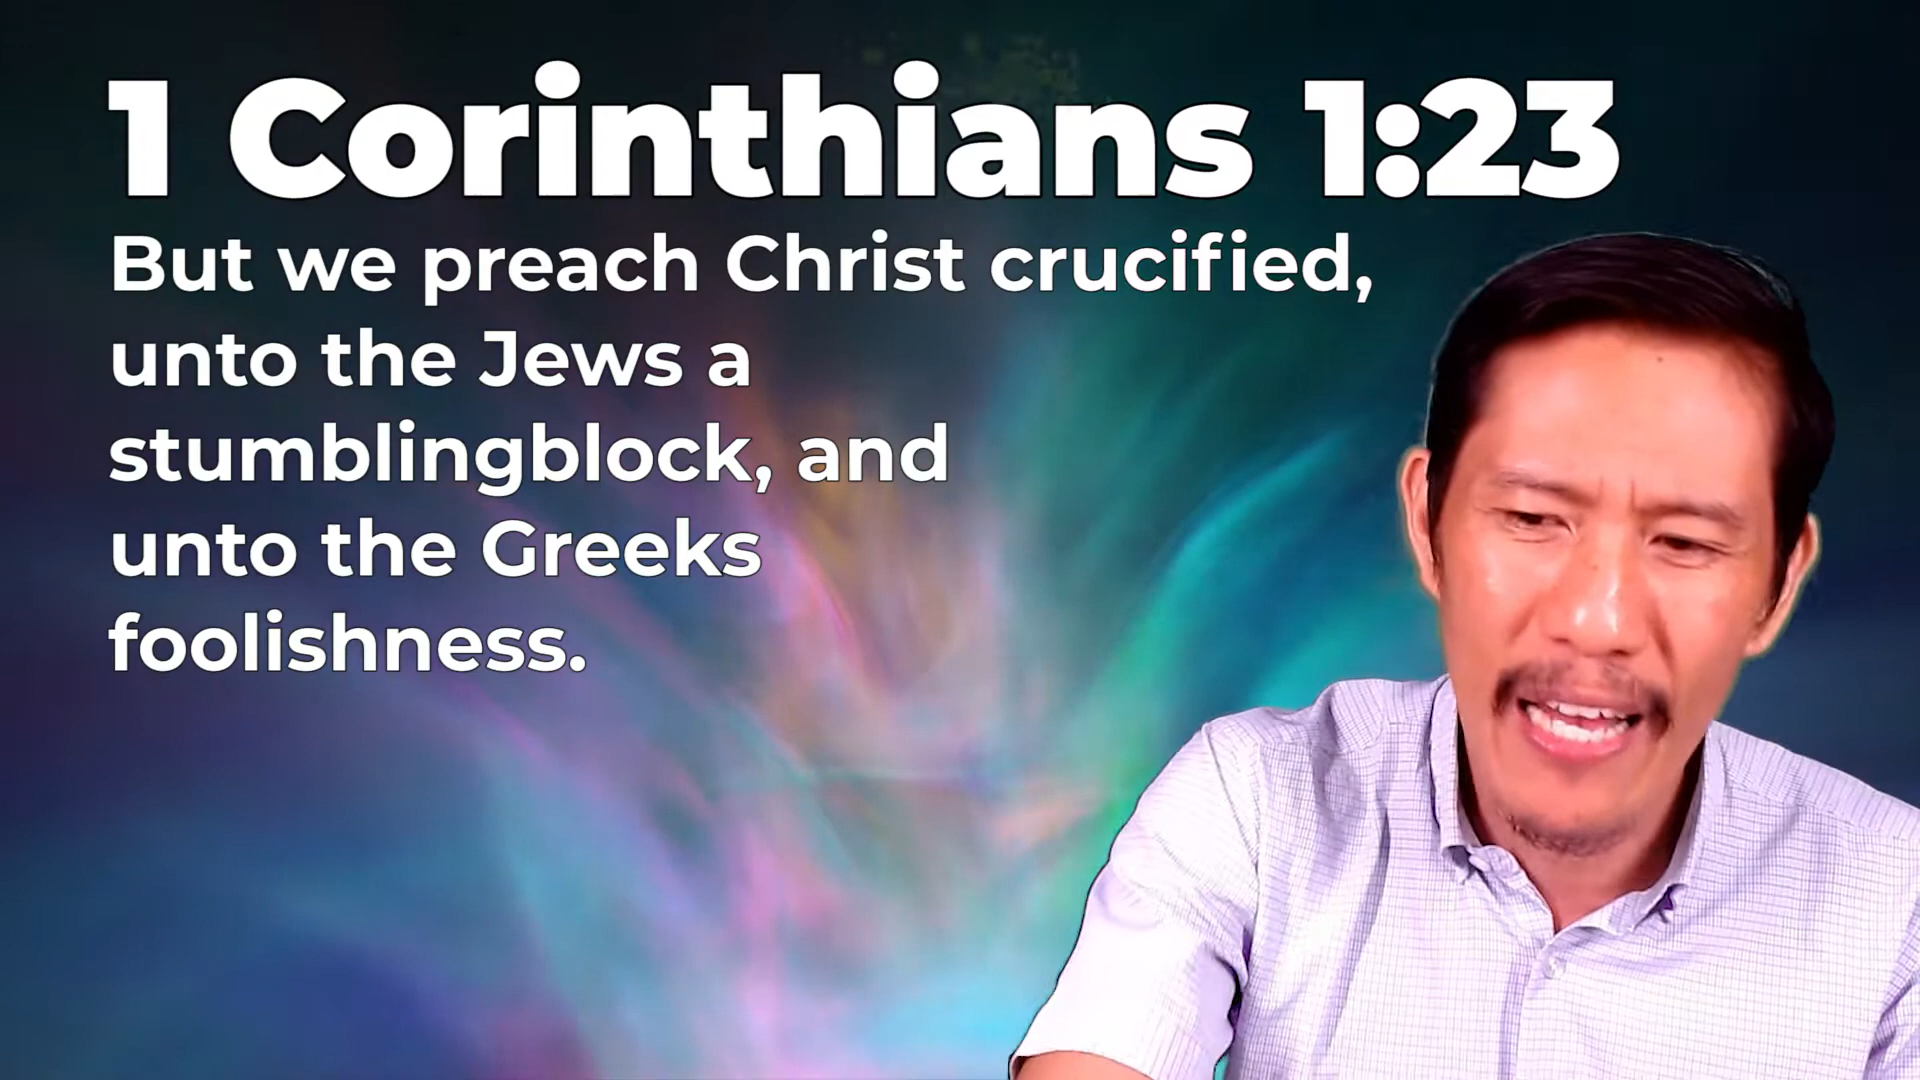 1 Corinthians 1:23
But we preach Christ crucified,
unto the Jews a
stumblingblock, and
unto the Greeks
foolishness.